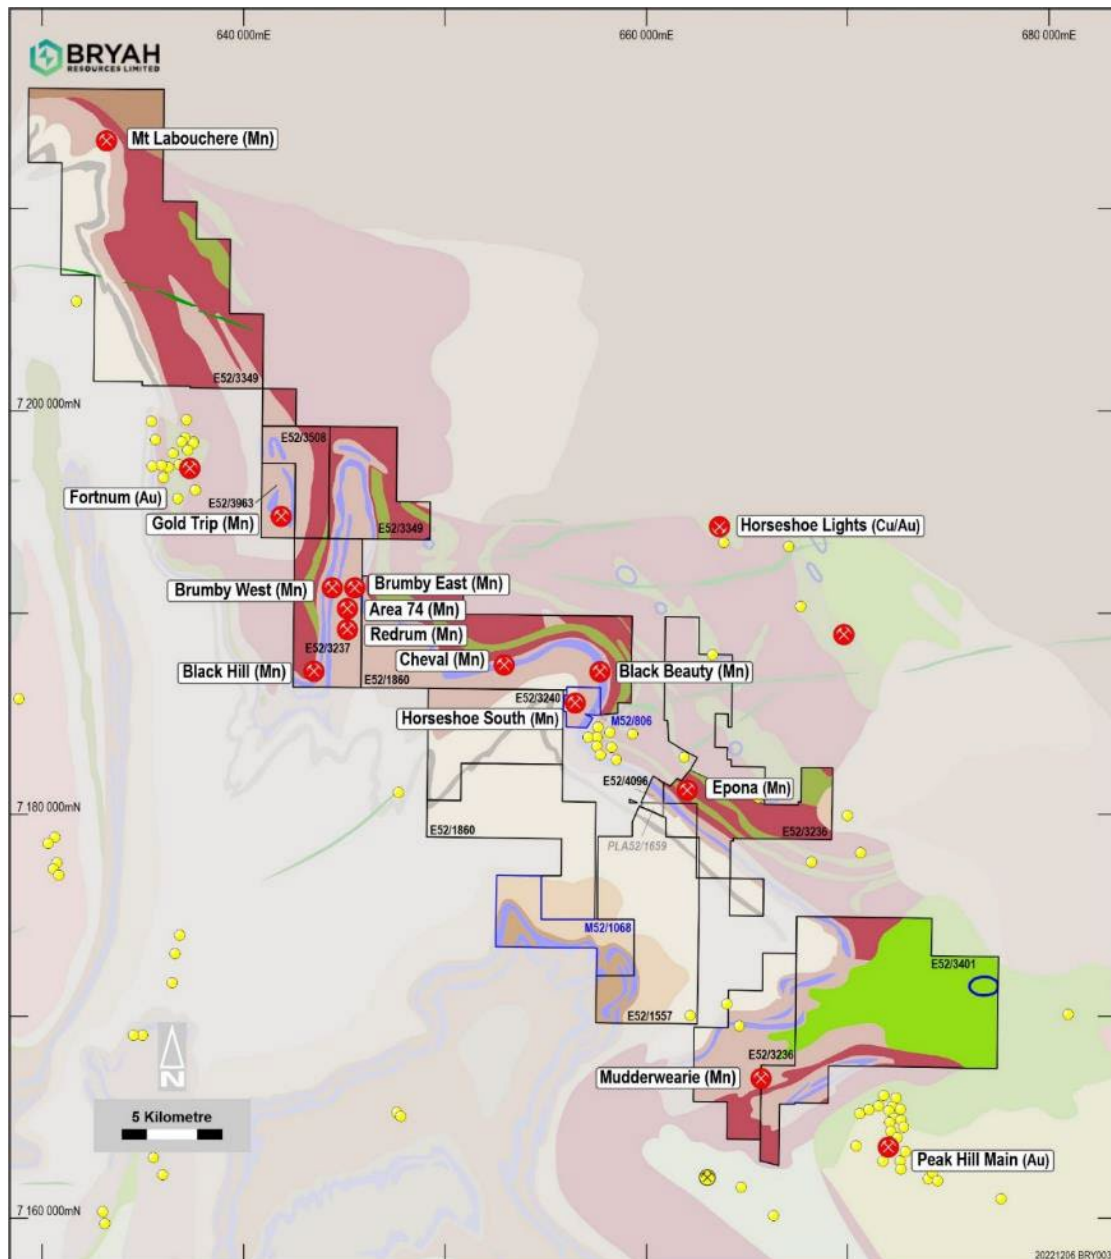 640 000mE
660 000mE
680 000mE
BRYAH
RESOURCES LIMITED
Mt Labouchere (Mn)
E52/3349
7 200 000mN
E52/3508
Fortnum (Au)
E52/3963
Gold Trip (Mn)
E52/3349
Horseshoe Lights (Cu/Au)
Brumby West (Mn)
Brumby East (Mn)
Area 74 (Mn)
Redrum (Mn)
E52/3237
Cheval (Mn)
Black Hill (Mn)
E52/1860
Black Beauty (Mn)
E52/3240
Horseshoe South (Mn)
M52/806
E52/4096
Epona (Mn)
7 180 000mN
E52/1860
E52/3236
PLA52/1659
M52/1068
E52/3401
E52/1557
E52/3236
Mudderwearie (Mn)
N
5 Kilometre
Peak Hill Main (Au)
7 160 000mN
20221206 BRY003